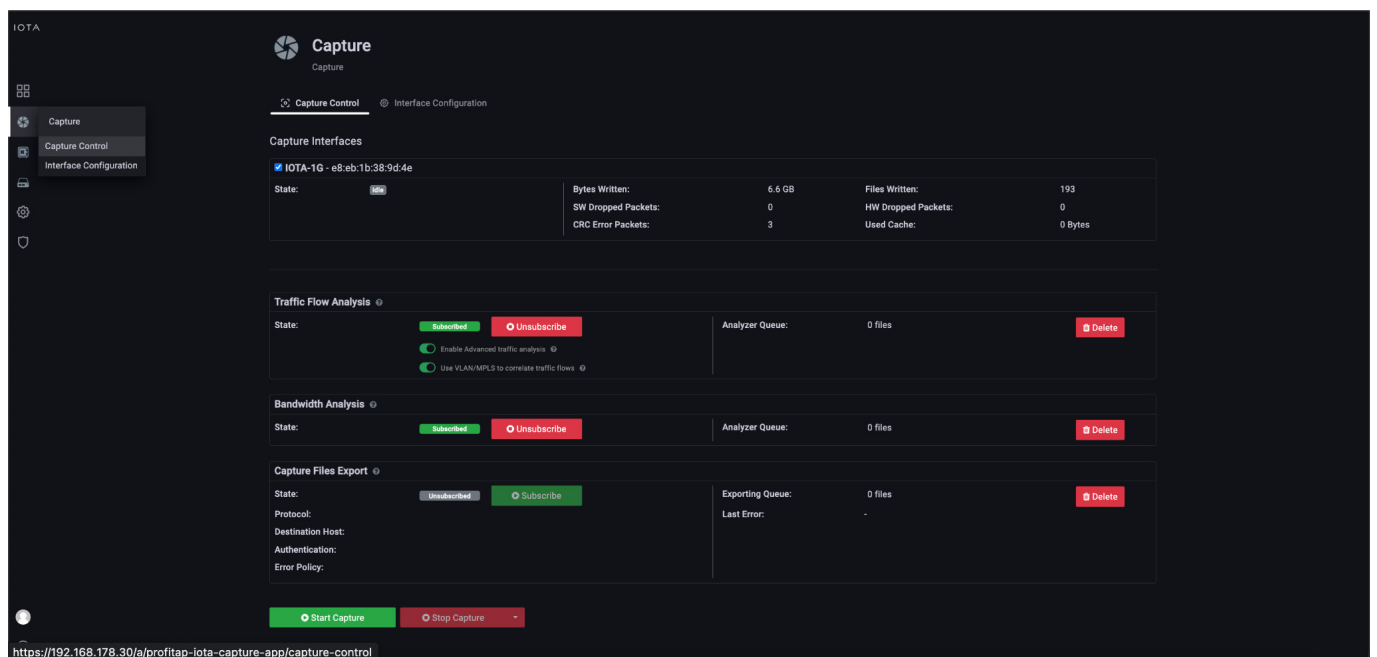 IOTA
Capture
Capture
Capture Control
Interface Configuration
Capture
Capture Control
Interface Configuration
Capture Interfaces
IOTA-1G - e8:eb:1b:38:9d:4e
State: Idle Bytes Written: 6.6 GB Files Written: 193
SW Dropped Packets: 0 HW Dropped Packets: 0
CRC Error Packets: 3 Used Cache: 0 Bytes
Traffic Flow Analysis
State: Subscribed Unsubscribe Analyzer Queue: 0 files Delete
Enable Advanced traffic analysis
Use VLAN/MPLS to correlate traffic flows
Bandwidth Analysis
State: Subscribed Unsubscribe Analyzer Queue: 0 files Delete
Capture Files Export
State: Unsubscribed Subscribe Exporting Queue: 0 files Delete
Protocol: Last Error: -
Destination Host:
Authentication:
Error Policy:
Start Capture Stop Capture
https://192.168.178.30/a/profitap-iota-capture-app/capture-control